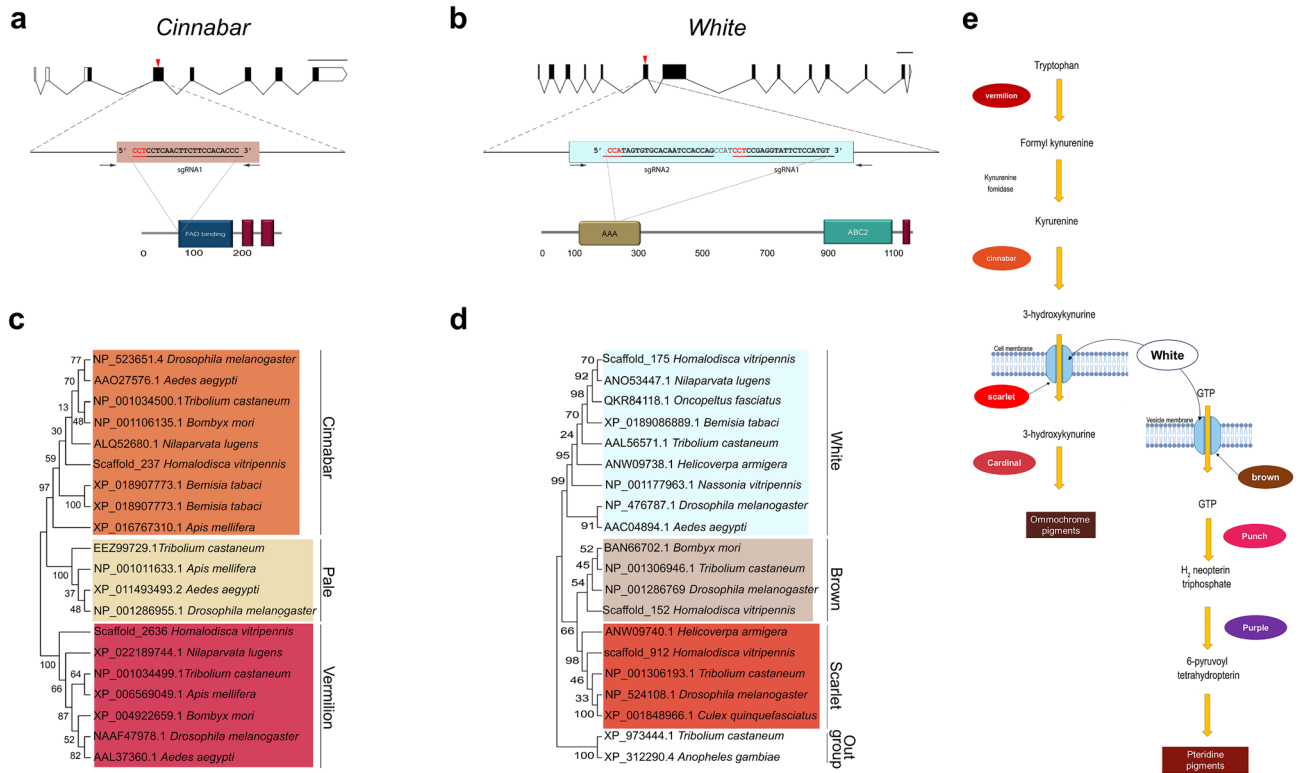 a
Cinnabar
5' CCTCCTCAACTTCTTCCACACCC 3'
sgRNA1
FAD binding
0 100 200
b
White
5' CCATAGTGTGCACAATCCACCAGCCATCCTCCGAGGTATTCTCCATGT 3'
sgRNA2 sgRNA1
AAA
ABC2
0 100 300 500 700 900 1100
c
NP_523651.4 Drosophila melanogaster
AAO27576.1 Aedes aegypti
NP_001034500.1 Tribolium castaneum
NP_001106135.1 Bombyx mori
ALQ52680.1 Nilaparvata lugens
Scaffold_237 Homalodisca vitripennis
XP_018907773.1 Bemisia tabaci
XP_018907773.1 Bemisia tabaci
XP_016767310.1 Apis mellifera
EEZ99729.1Tribolium castaneum
NP_001011633.1 Apis mellifera
XP_011493493.2 Aedes aegypti
NP_001286955.1 Drosophila melanogaster
Scaffold_2636 Homalodisca vitripennis
XP_022189744.1 Nilaparvata lugens
NP_001034499.1 Tribolium castaneum
XP_006569049.1 Apis mellifera
XP_004922659.1 Bombyx mori
NAAF47978.1 Drosophila melanogaster
AAL37360.1 Aedes aegypti
77
70
13
48
30
59
97
100
100
37
48
100
64
66
87
52
82
Cinnabar
Pale
Vermilion
d
Scaffold_175 Homalodisca vitripennis
ANO53447.1 Nilaparvata lugens
QKR84118.1 Oncopeltus fasciatus
XP_0189086889.1 Bemisia tabaci
AAL56571.1 Tribolium castaneum
ANW09738.1 Helicoverpa armigera
NP_001177963.1 Nassonia vitripennis
NP_476787.1 Drosophila melanogaster
AAC04894.1 Aedes aegypti
BAN66702.1 Bombyx mori
NP_001306946.1 Tribolium castaneum
NP_001286769 Drosophila melanogaster
Scaffold_152 Homalodisca vitripennis
ANW09740.1 Helicoverpa armigera
scaffold_912 Homalodisca vitripennis
NP_001306193.1 Tribolium castaneum
NP_524108.1 Drosophila melanogaster
XP_001848966.1 Culex quinquefasciatus
XP_973444.1 Tribolium castaneum
XP_312290.4 Anopheles gambiae
70
92
98
70
24
95
99
91
52
45
54
66
98
46
33
100
100
White
Brown
Scarlet
Out
group
e
Tryptophan
vermilion
Formyl kynurenine
Kynurenine
fomidase
Kyrurenine
cinnabar
3-hydroxykynurine
Cell membrane
White
scarlet
3-hydroxykynurine
Cardinal
Ommochrome
pigments
GTP
Vesicle membrane
brown
GTP
Punch
H2 neopterin
triphosphate
Purple
6-pyruvoyl
tetrahydropterin
Pteridine
pigments